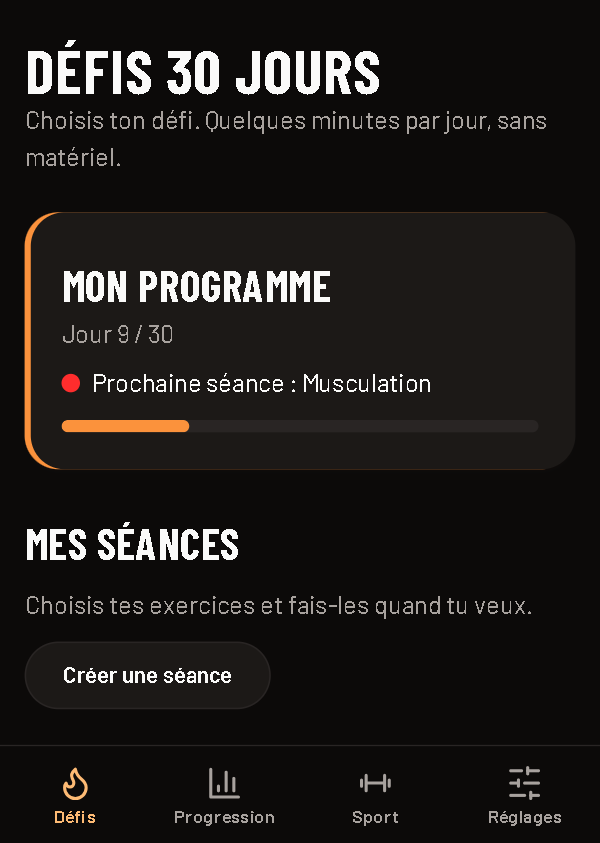 DÉFIS 30 JOURS
Choisis ton défi. Quelques minutes par jour, sans
matériel.
MON PROGRAMME
Jour 9 / 30
Prochaine séance : Musculation
MES SÉANCES
Choisis tes exercices et fais-les quand tu veux.
Créer une séance
Défis
Progression
Sport
Réglages